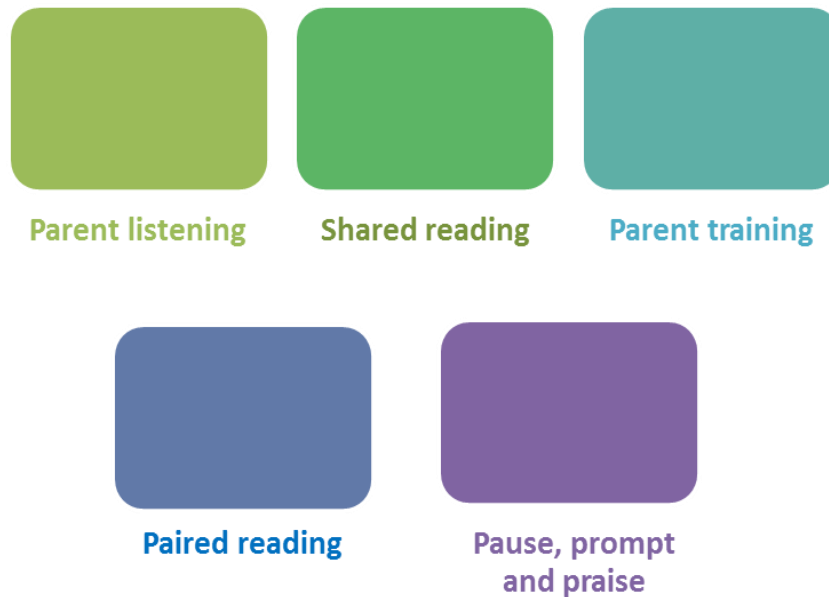 Parent listening
Shared reading
Parent training
Paired reading
Pause, prompt
and praise